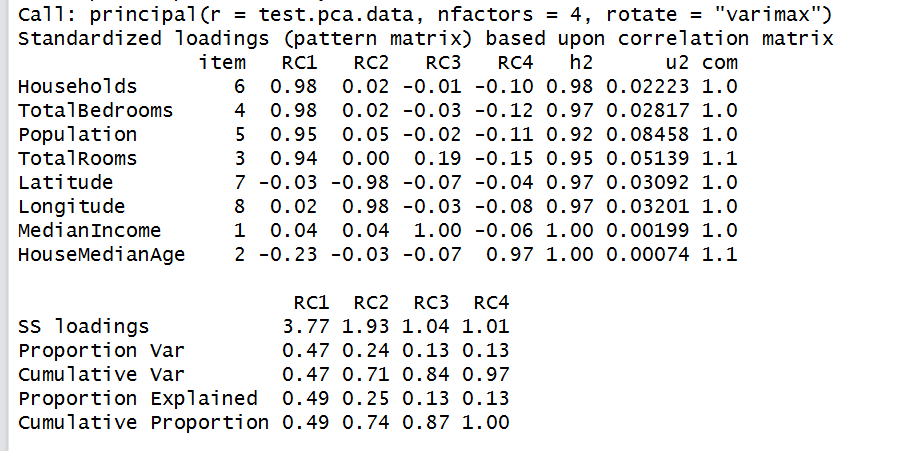 Call: principal(r = test.pca.data, nfactors = 4, rotate = "varimax")
Standardized loadings (pattern matrix) based upon correlation matrix
item RC1 RC2 RC3 RC4 h2 u2 com
Households 6 0.98 0.02 -0.01 -0.10 0.98 0.02223 1.0
TotalBedrooms 4 0.98 0.02 -0.03 -0.12 0.97 0.02817 1.0
Population 5 0.95 0.05 -0.02 -0.11 0.92 0.08458 1.0
TotalRooms 3 0.94 0.00 0.19 -0.15 0.95 0.05139 1.1
Latitude 7 -0.03 -0.98 -0.07 -0.04 0.97 0.03092 1.0
Longitude 8 0.02 0.98 -0.03 -0.08 0.97 0.03201 1.0
MedianIncome 1 0.04 0.04 1.00 -0.06 1.00 0.00199 1.0
HouseMedianAge 2 -0.23 -0.03 -0.07 0.97 1.00 0.00074 1.1
RC1 RC2 RC3 RC4
SS loadings 3.77 1.93 1.04 1.01
Proportion Var 0.47 0.24 0.13 0.13
Cumulative Var 0.47 0.71 0.84 0.97
Proportion Explained 0.49 0.25 0.13 0.13
Cumulative Proportion 0.49 0.74 0.87 1.00